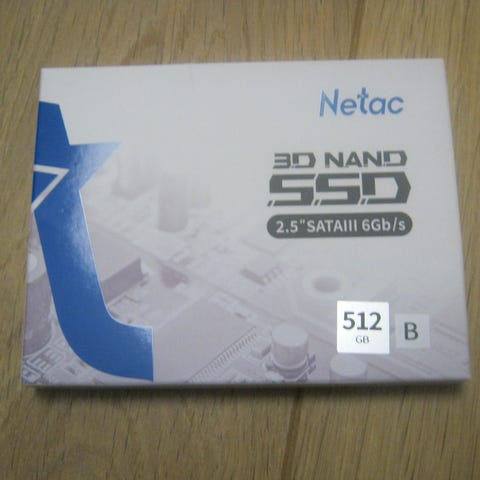 Netac
3D NAND
SSD
2.5" SATAIII 6Gb/s
512
GB
B